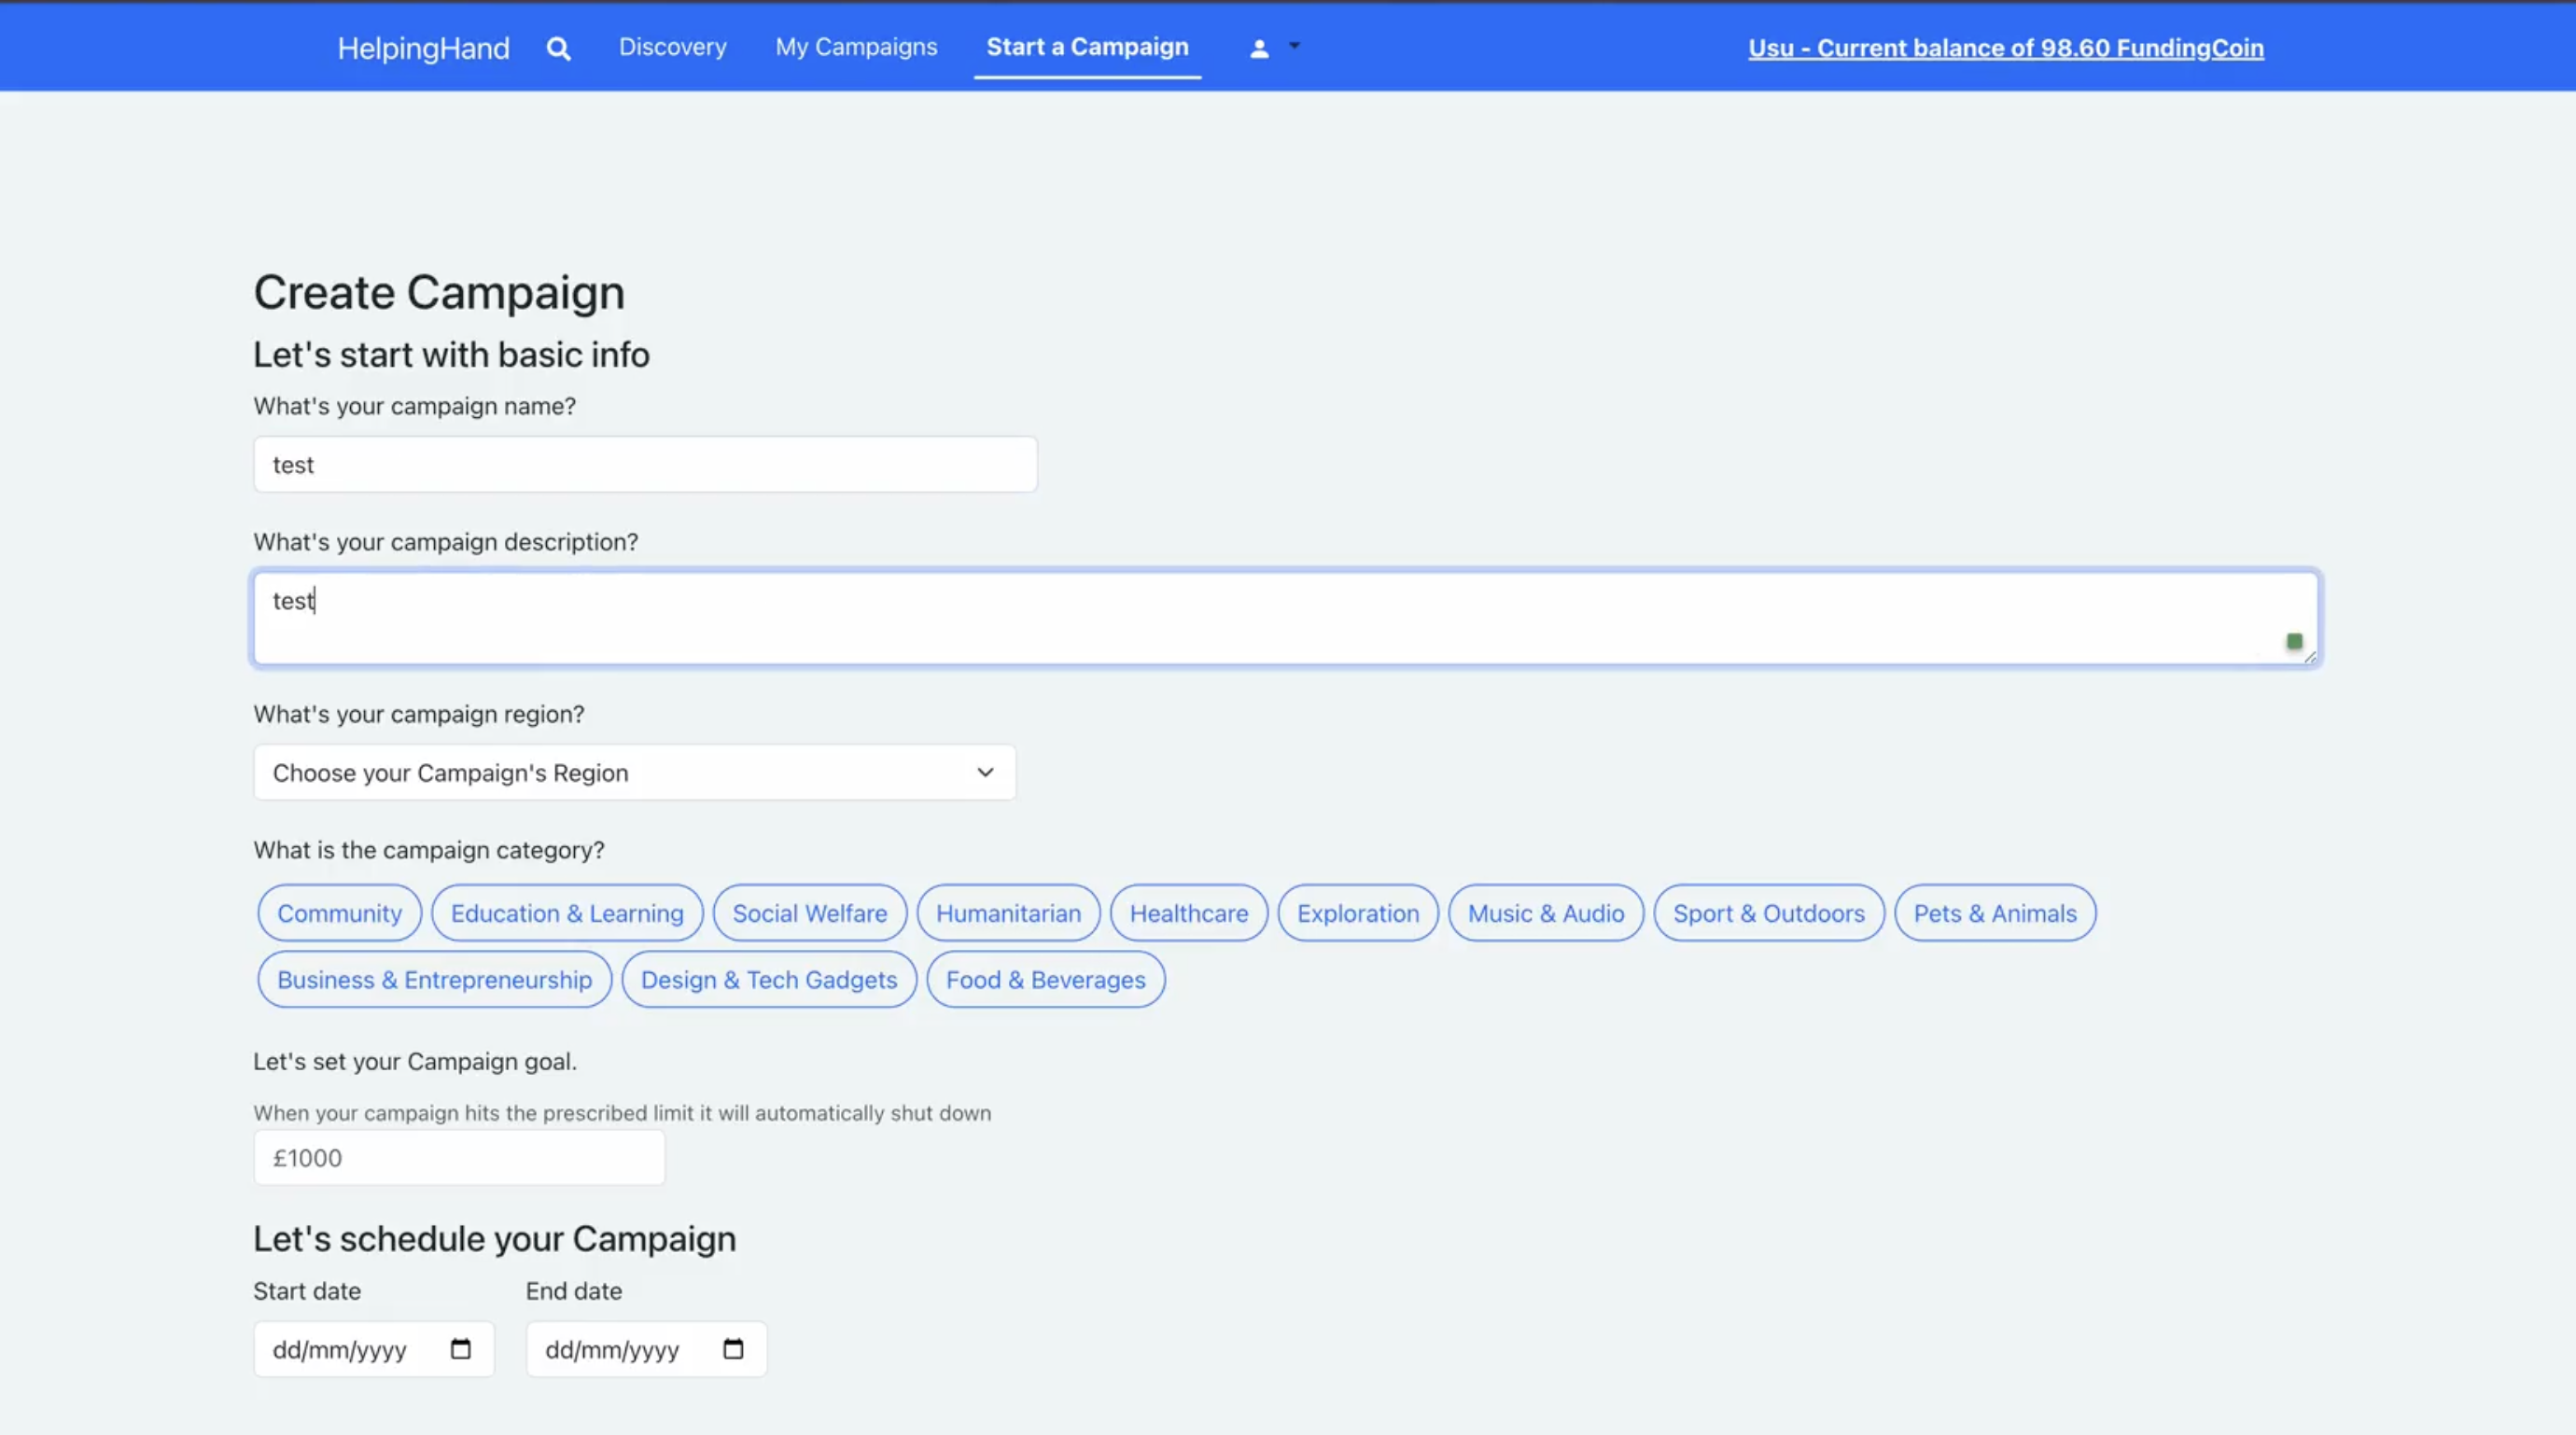 HelpingHand Discovery My Campaigns Start a Campaign Usu - Current balance of 98.60 FundingCoin
Create Campaign
Let's start with basic info
What's your campaign name?
test
What's your campaign description?
test
What's your campaign region?
Choose your Campaign's Region
What is the campaign category?
Community Education & Learning Social Welfare Humanitarian Healthcare Exploration Music & Audio Sport & Outdoors Pets & Animals
Business & Entrepreneurship Design & Tech Gadgets Food & Beverages
Let's set your Campaign goal.
When your campaign hits the prescribed limit it will automatically shut down
£1000
Let's schedule your Campaign
Start date End date
dd/mm/yyyy dd/mm/yyyy